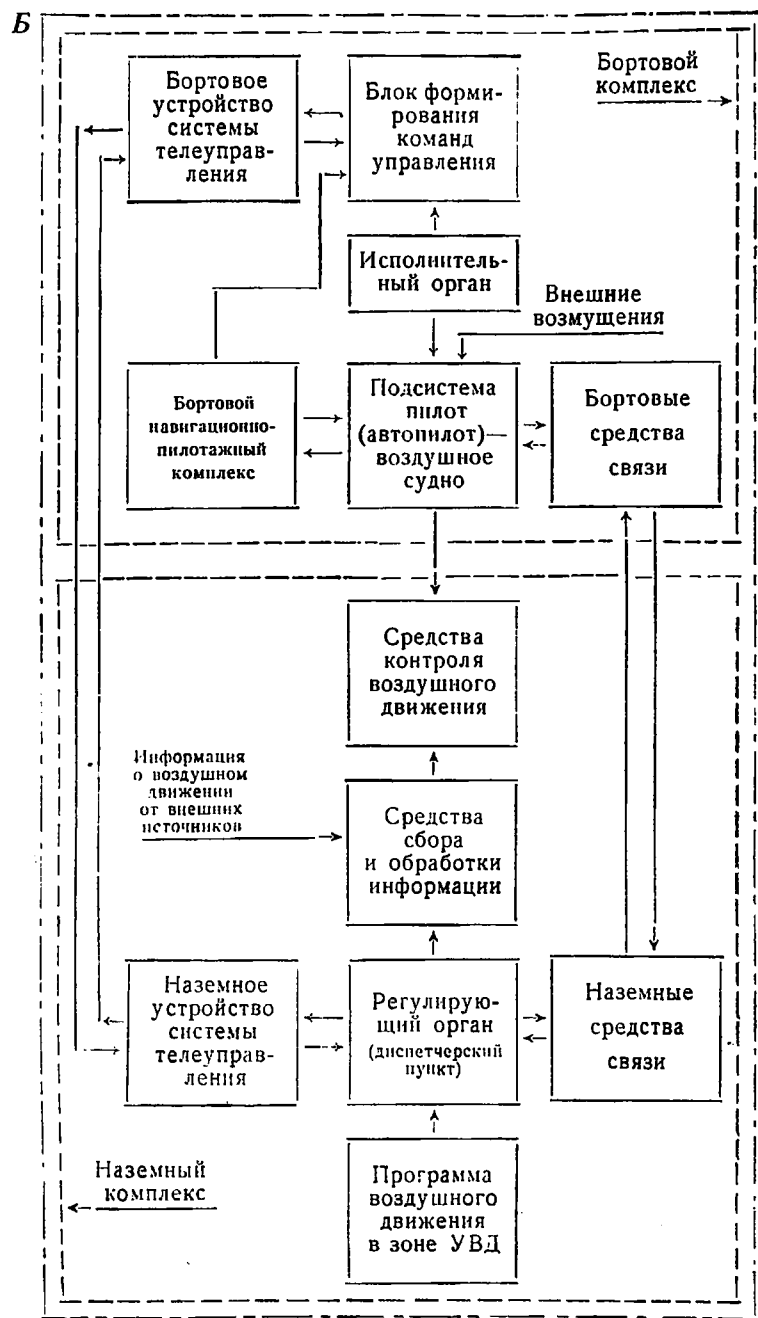 Б
Бортовое
устройство
системы
телеуправ-
ления
Блок форми-
рования
команд
управления
Бортовой
комплекс
Исполнитель-
ный орган
Внешние
возмущения
Бортовой
навигационно-
пилотажный
комплекс
Подсистема
пилот
(автопилот)—
воздушное
судно
Бортовые
средства
связи
Средства
контроля
воздушного
движения
Информация
о воздушном
движении
от внешних
источников
Средства
сбора
и обработки
информации
Наземное
устройство
системы
телеуправ-
ления
Регулирую-
щий орган
(диспетчерский
пункт)
Наземные
средства
связи
Наземный
комплекс
Программа
воздушного
движения
в зоне УВД